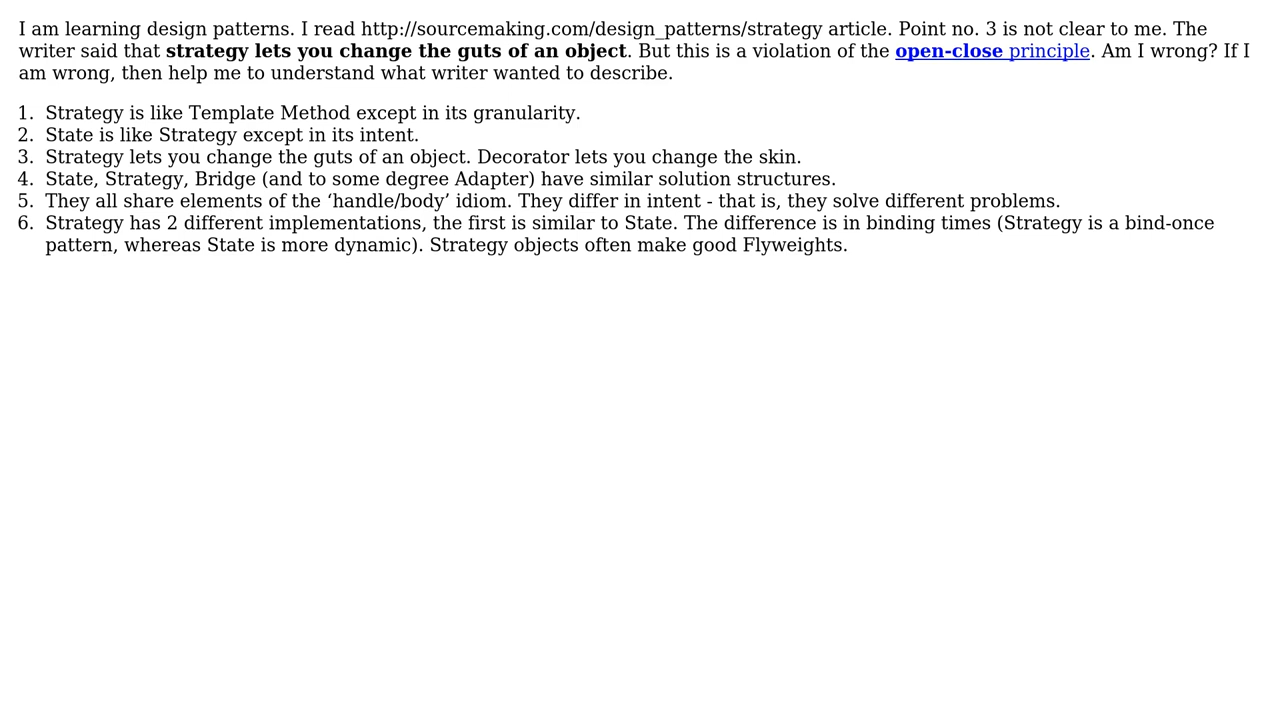 I am learning design patterns. I read http://sourcemaking.com/design_patterns/strategy article. Point no. 3 is not clear to me. The
writer said that strategy lets you change the guts of an object. But this is a violation of the open-close principle. Am I wrong? If I
am wrong, then help me to understand what writer wanted to describe.
1. Strategy is like Template Method except in its granularity.
2. State is like Strategy except in its intent.
3. Strategy lets you change the guts of an object. Decorator lets you change the skin.
4. State, Strategy, Bridge (and to some degree Adapter) have similar solution structures.
5. They all share elements of the ‘handle/body’ idiom. They differ in intent - that is, they solve different problems.
6. Strategy has 2 different implementations, the first is similar to State. The difference is in binding times (Strategy is a bind-once
pattern, whereas State is more dynamic). Strategy objects often make good Flyweights.